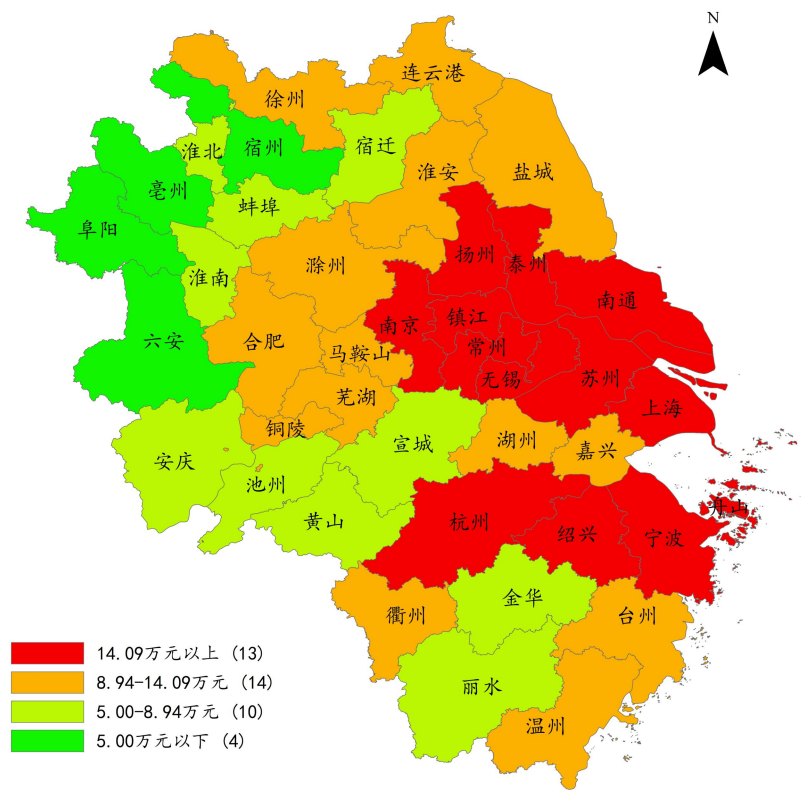 N
连云港
徐州
宿迁
淮北
宿州
淮安
盐城
亳州
蚌埠
阜阳
扬州
泰州
滁州
淮南
南通
镇江
南京
六安
合肥
常州
马鞍山
无锡
苏州
芜湖
上海
铜陵
宣城
湖州
嘉兴
安庆
池州
舟山
黄山
杭州
绍兴
宁波
金华
衢州
台州
丽水
温州
14.09万元以上 (13)
8.94-14.09万元 (14)
5.00-8.94万元 (10)
5.00万元以下 (4)